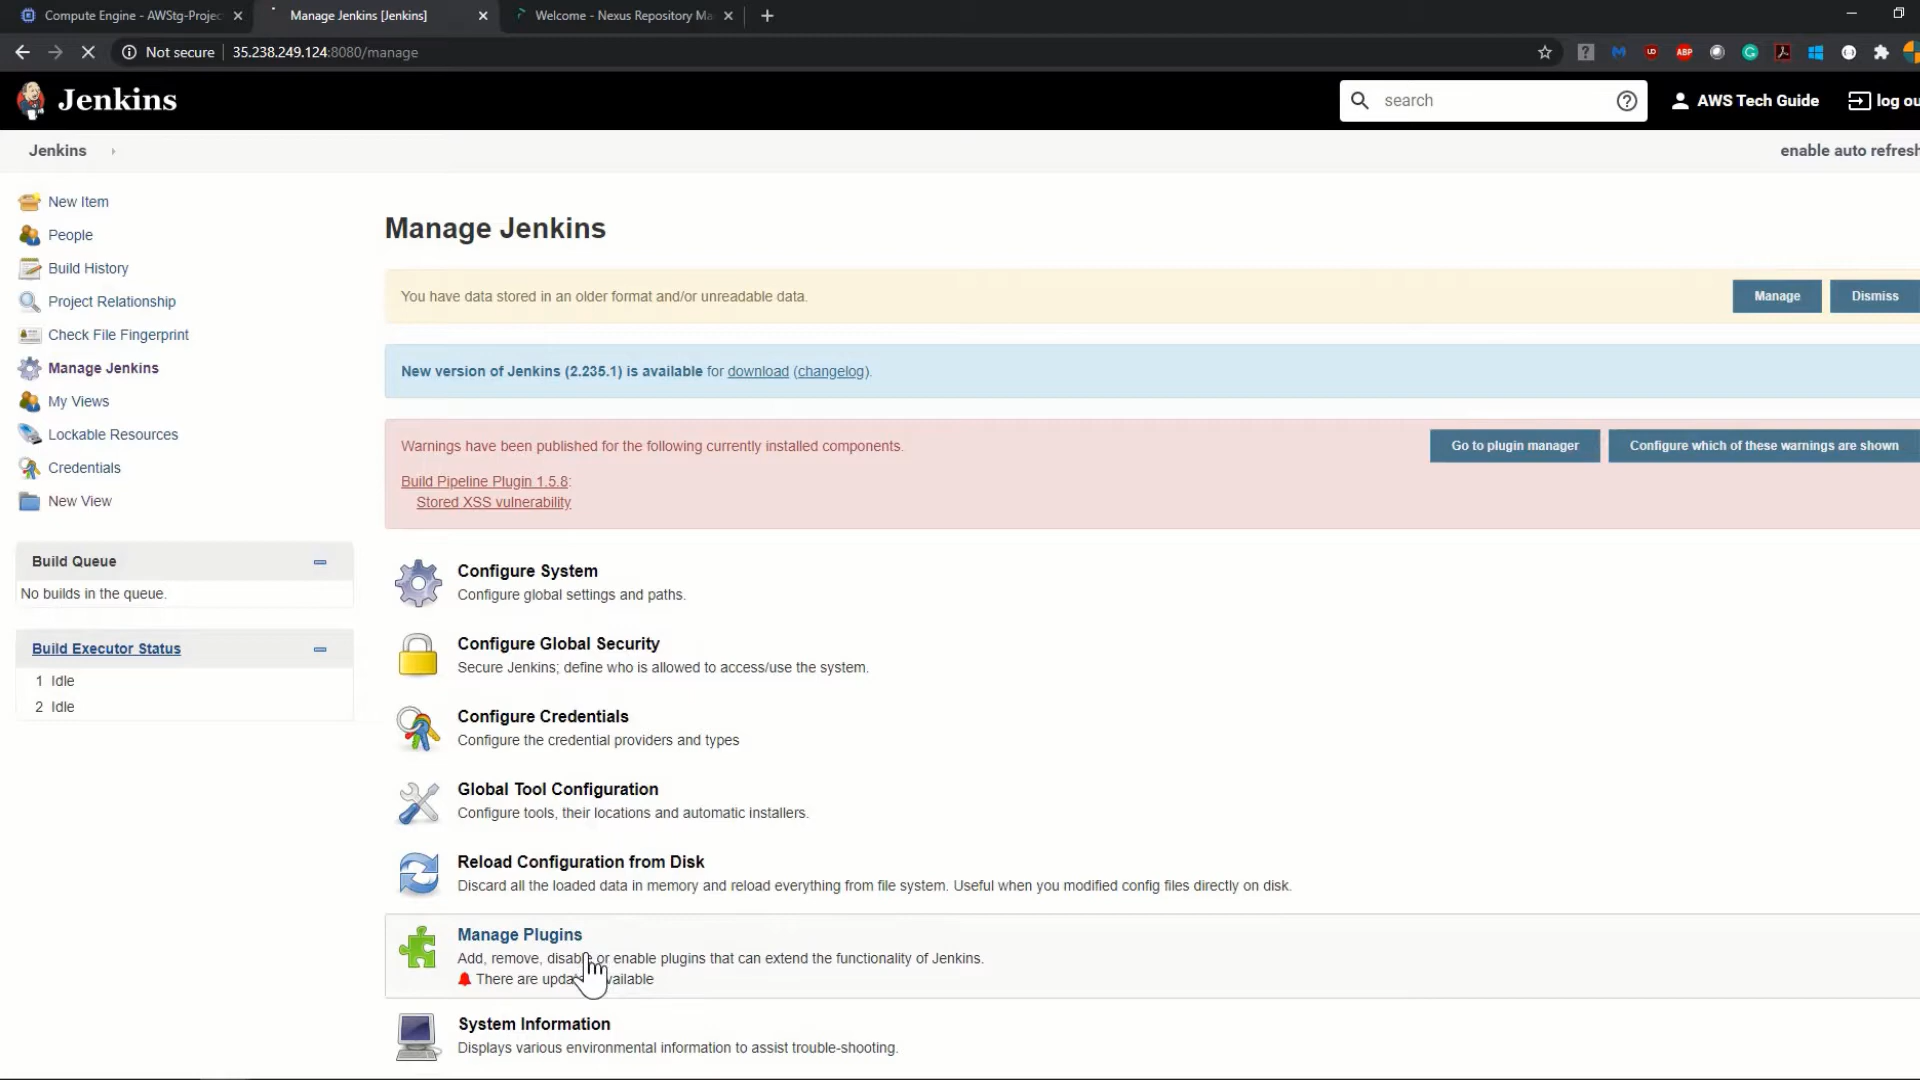 Compute Engine - AWStg-Projec
Manage Jenkins [Jenkins]
Welcome - Nexus Repository Ma
Not secure
35.238.249.124:8080/manage
Jenkins
search
AWS Tech Guide
log ou
Jenkins
enable auto refresh
New Item
People
Build History
Project Relationship
Check File Fingerprint
Manage Jenkins
My Views
Lockable Resources
Credentials
New View
Build Queue
No builds in the queue.
Build Executor Status
1 Idle
2 Idle
Manage Jenkins
You have data stored in an older format and/or unreadable data.
Manage
Dismiss
New version of Jenkins (2.235.1) is available for download (changelog).
Warnings have been published for the following currently installed components.
Go to plugin manager
Configure which of these warnings are shown
Build Pipeline Plugin 1.5.8:
Stored XSS vulnerability
Configure System
Configure global settings and paths.
Configure Global Security
Secure Jenkins; define who is allowed to access/use the system.
Configure Credentials
Configure the credential providers and types
Global Tool Configuration
Configure tools, their locations and automatic installers.
Reload Configuration from Disk
Discard all the loaded data in memory and reload everything from file system. Useful when you modified config files directly on disk.
Manage Plugins
Add, remove, disable or enable plugins that can extend the functionality of Jenkins.
There are updates available
System Information
Displays various environmental information to assist trouble-shooting.